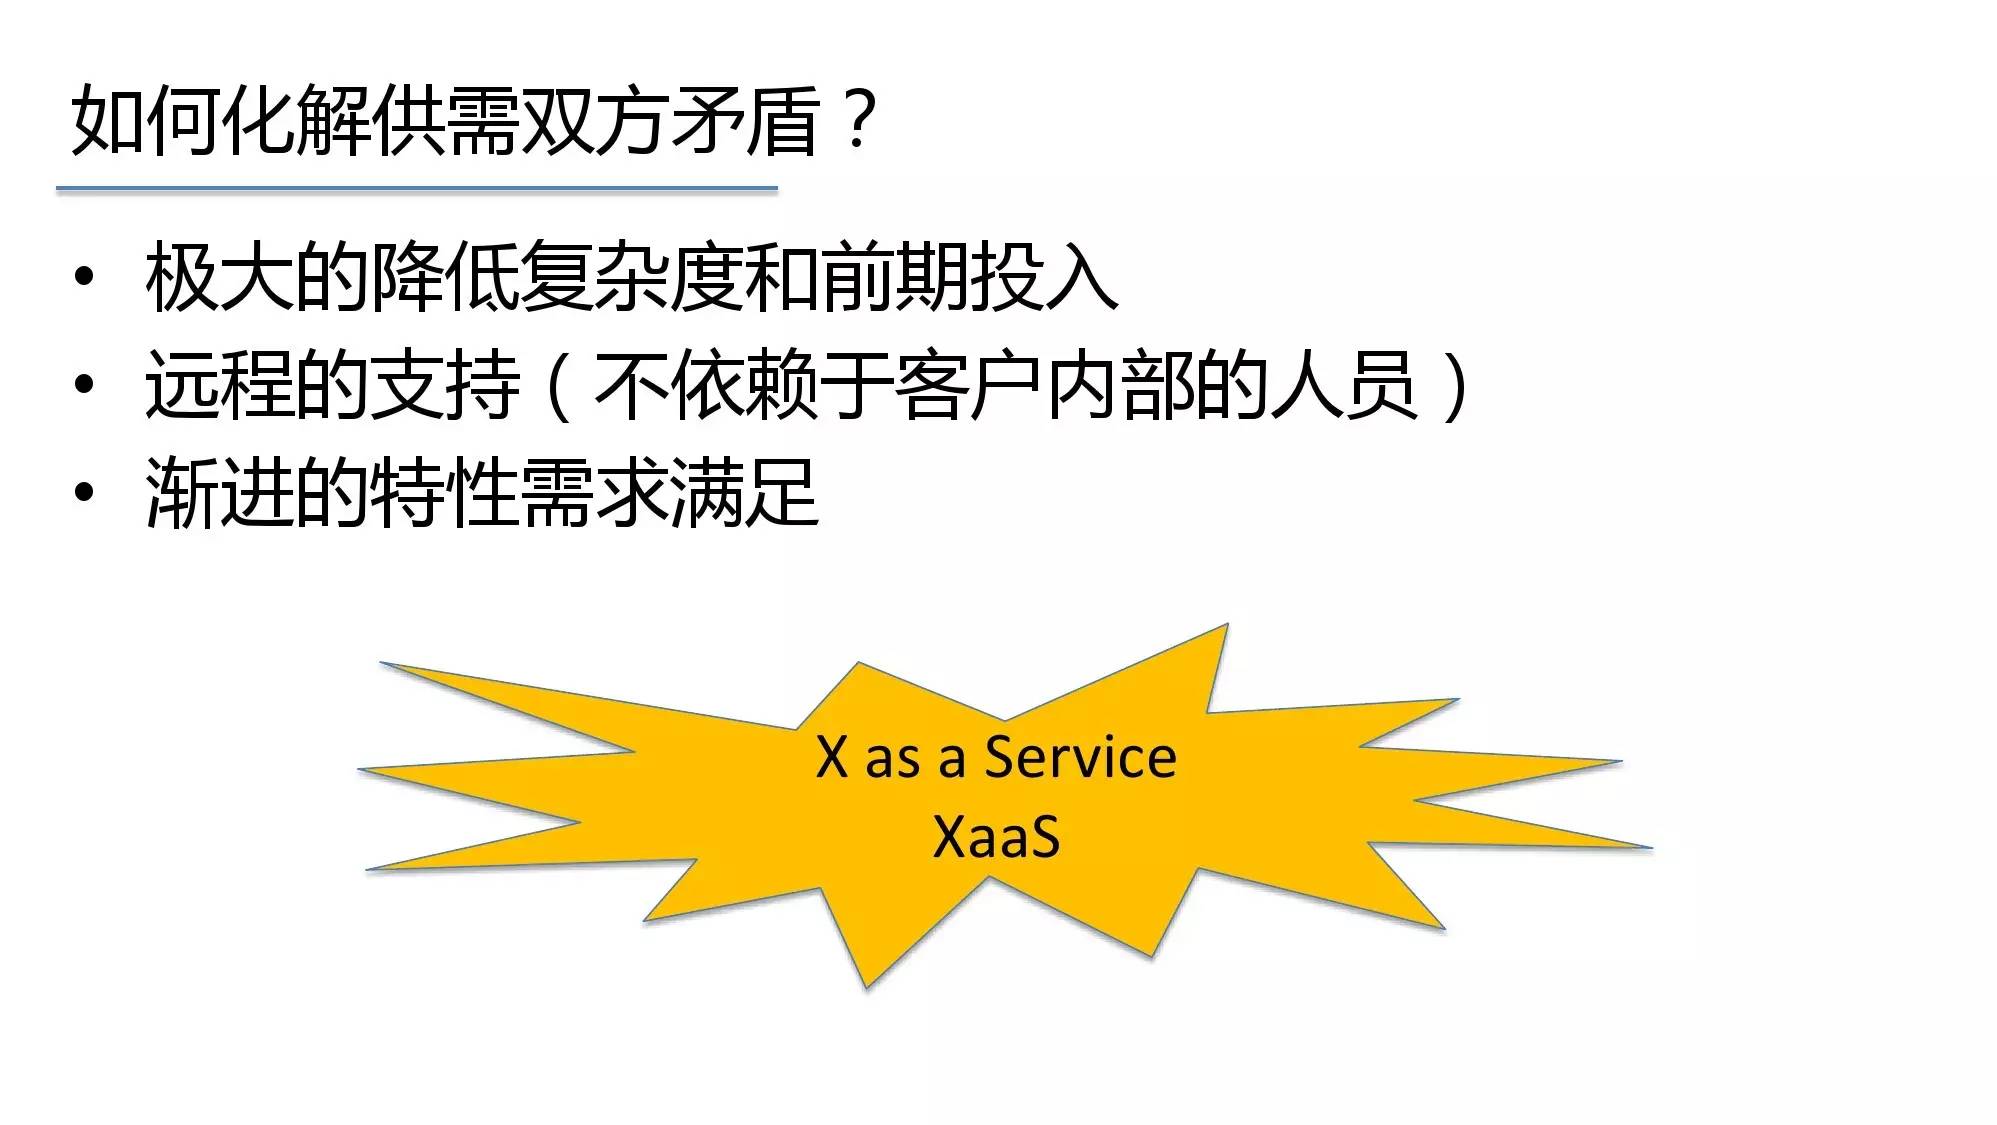 如何化解供需双方矛盾？
• 极大的降低复杂度和前期投入
• 远程的支持（不依赖于客户内部的人员）
• 渐进的特性需求满足
X as a Service
XaaS